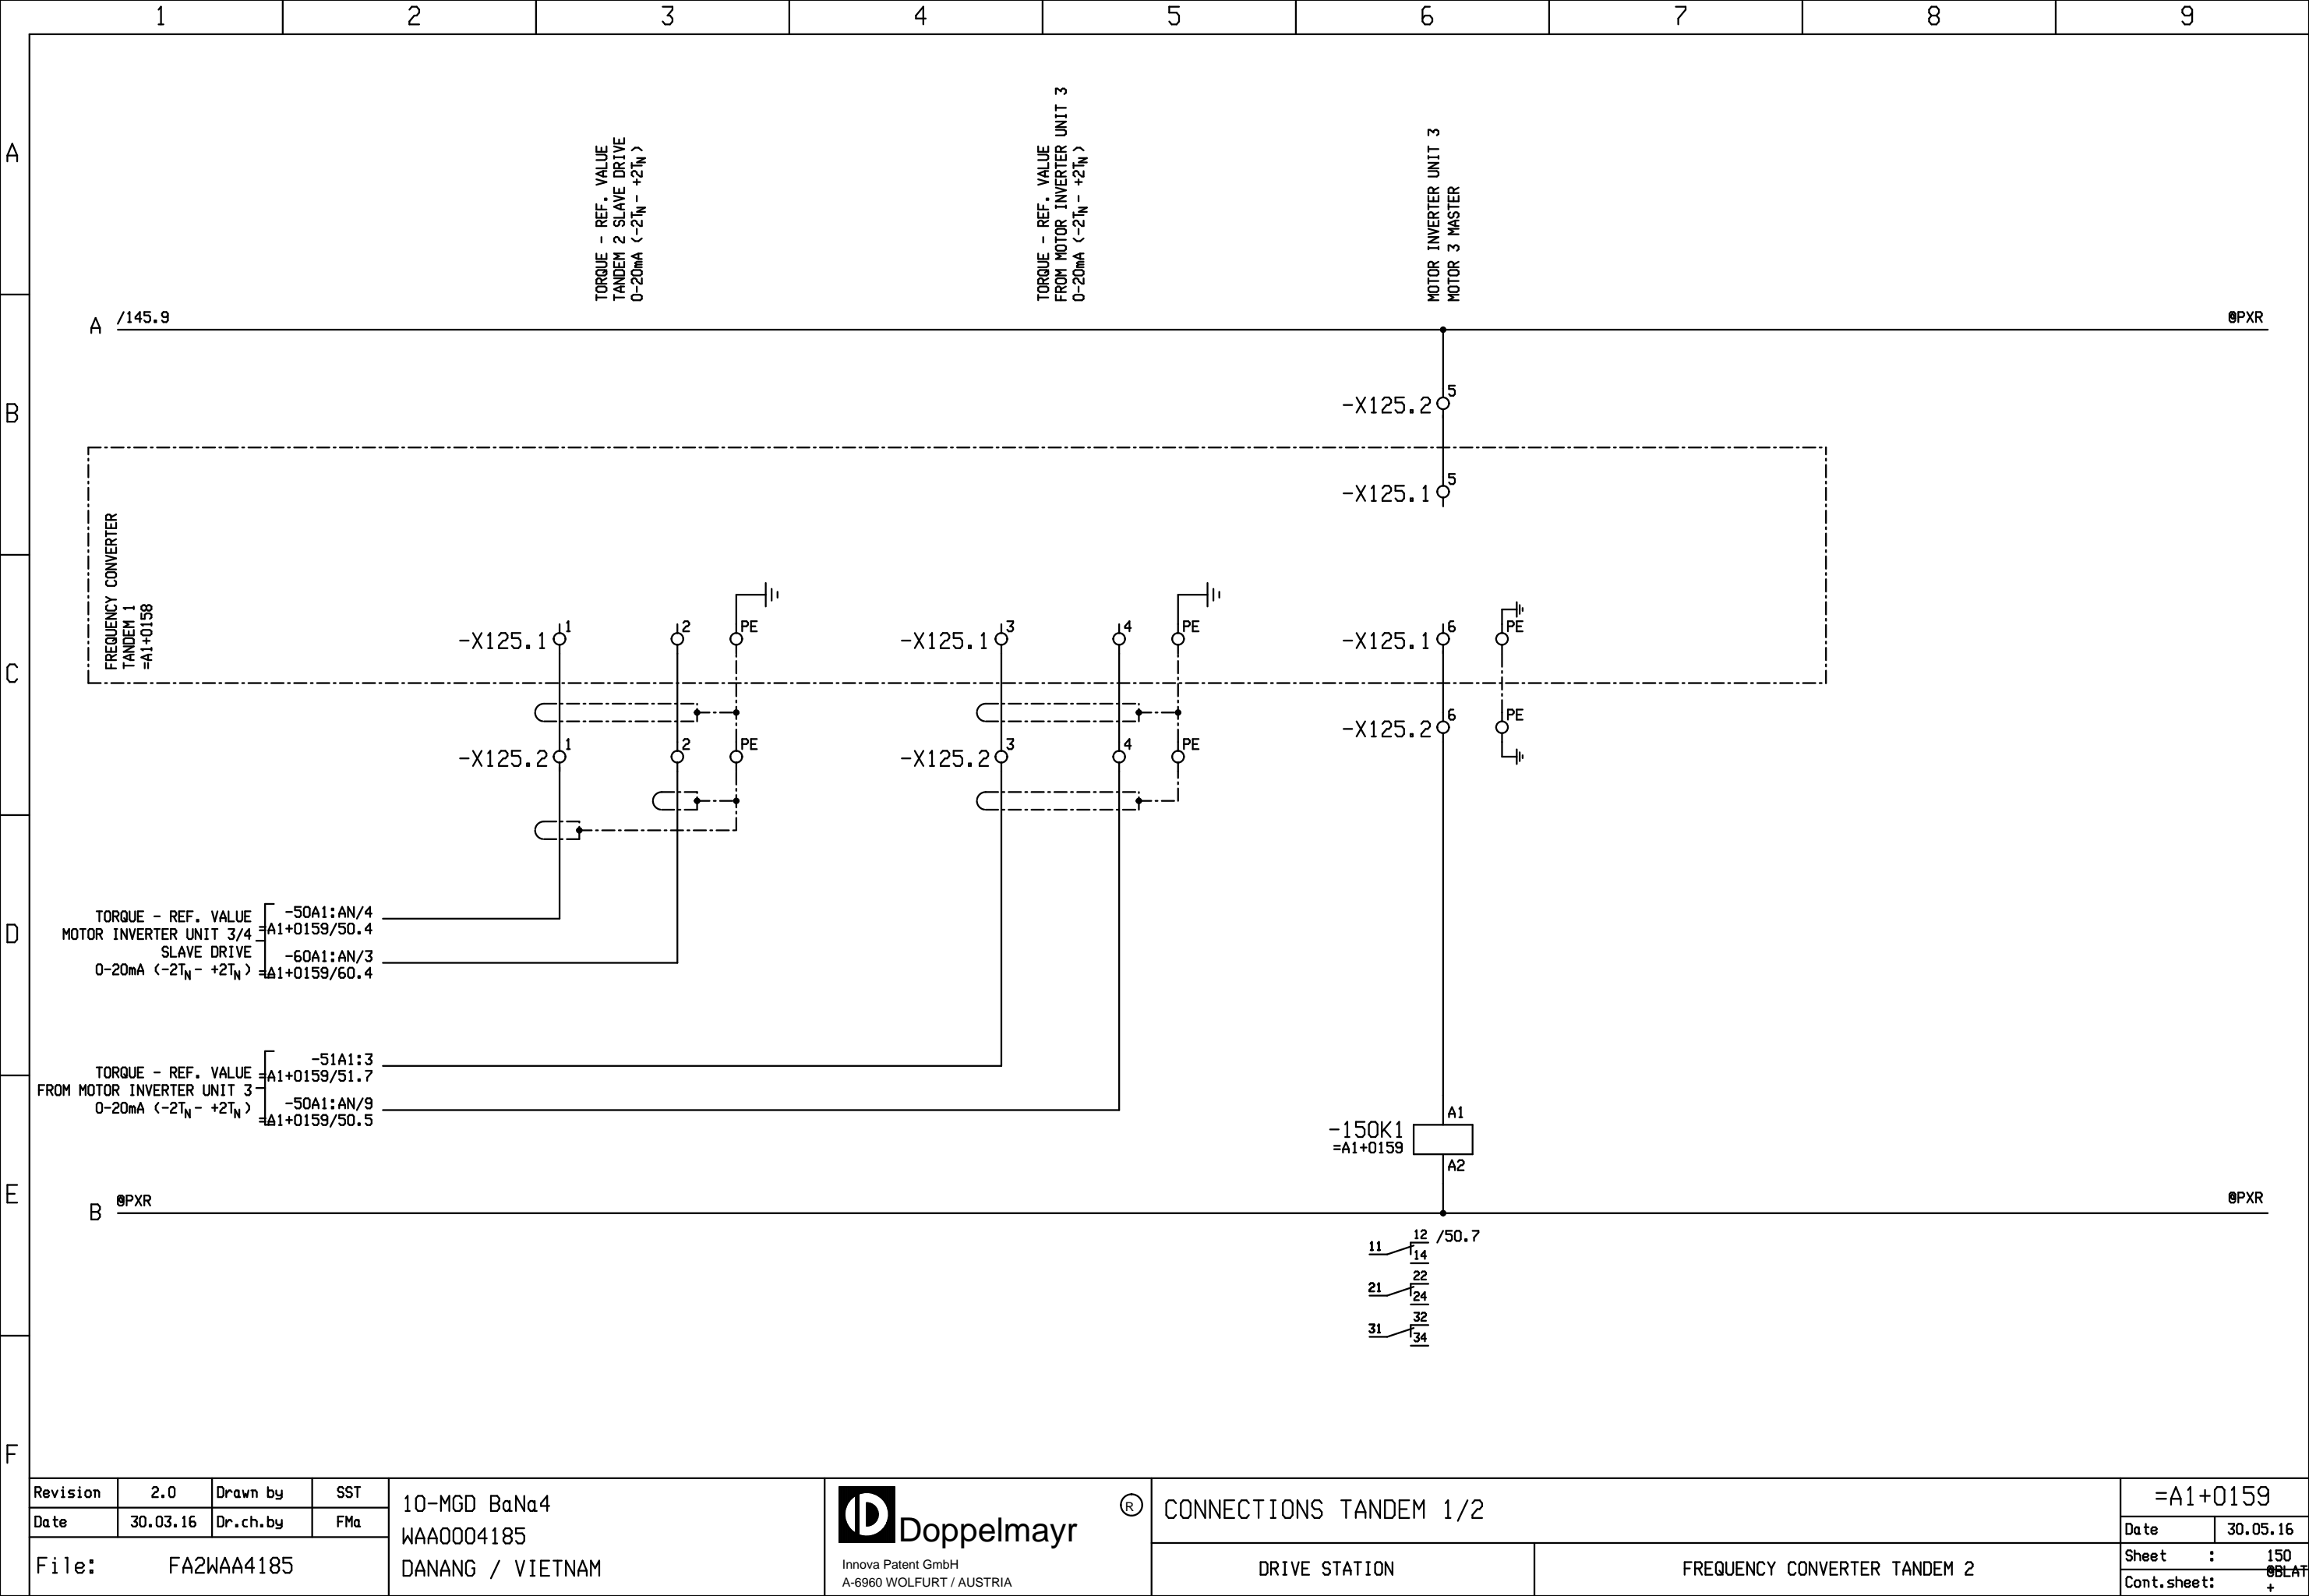 1 2 3 4 5 6 7 8 9
A
B
C
D
E
F
TORQUE - REF. VALUE
TANDEM 2 SLAVE DRIVE
0-20mA (-2TN- +2TN)
TORQUE - REF. VALUE
FROM MOTOR INVERTER UNIT 3
0-20mA (-2TN- +2TN)
MOTOR INVERTER UNIT 3
MOTOR 3 MASTER
A /145.9 @PXR
-X125.2 5
-X125.1 5
FREQUENCY CONVERTER
TANDEM 1
=A1+0158
-X125.1 1 2 PE
-X125.1 3 4 PE
-X125.1 6 PE
-X125.2 1 2 PE
-X125.2 3 4 PE
-X125.2 6 PE
TORQUE - REF. VALUE
MOTOR INVERTER UNIT 3/4
SLAVE DRIVE
0-20mA (-2TN- +2TN)
-50A1:AN/4
=A1+0159/50.4
-60A1:AN/3
=A1+0159/60.4
TORQUE - REF. VALUE
FROM MOTOR INVERTER UNIT 3
0-20mA (-2TN- +2TN)
-51A1:3
=A1+0159/51.7
-50A1:AN/9
=A1+0159/50.5
A1
-150K1
=A1+0159
A2
B @PXR @PXR
11 12 /50.7
14
21 22
24
31 32
34
Revision 2.0 Drawn by SST
Date 30.03.16 Dr.ch.by FMa
File: FA2WAA4185
10-MGD BaNa4
WAA0004185
DANANG / VIETNAM
Doppelmayr ®
Innova Patent GmbH
A-6960 WOLFURT / AUSTRIA
CONNECTIONS TANDEM 1/2
DRIVE STATION
FREQUENCY CONVERTER TANDEM 2
=A1+0159
Date 30.05.16
Sheet : 150
Cont.sheet: @BLAT
+